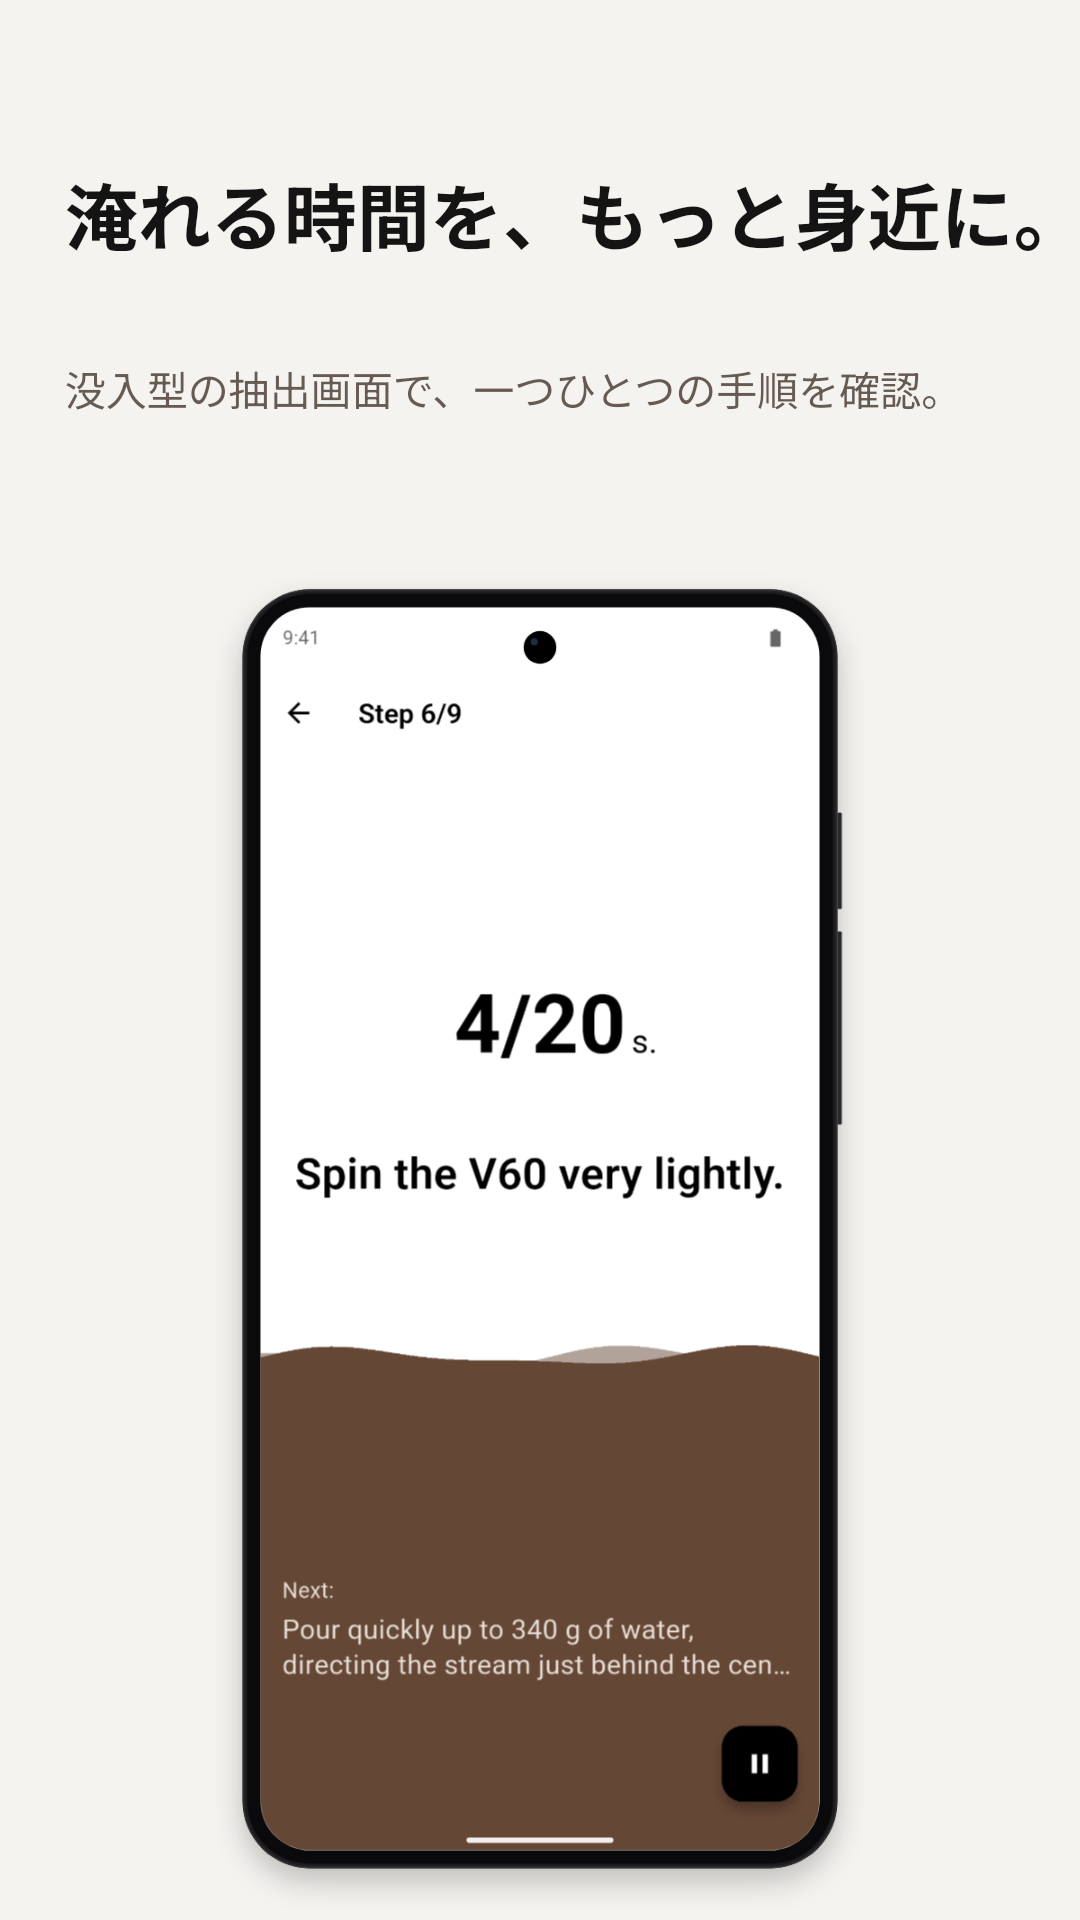 淹れる時間を、もっと身近に。
没入型の抽出画面で、一つひとつの手順を確認。
9:41
Step 6/9
4/20 s.
Spin the V60 very lightly.
Next:
Pour quickly up to 340 g of water,
directing the stream just behind the cen…